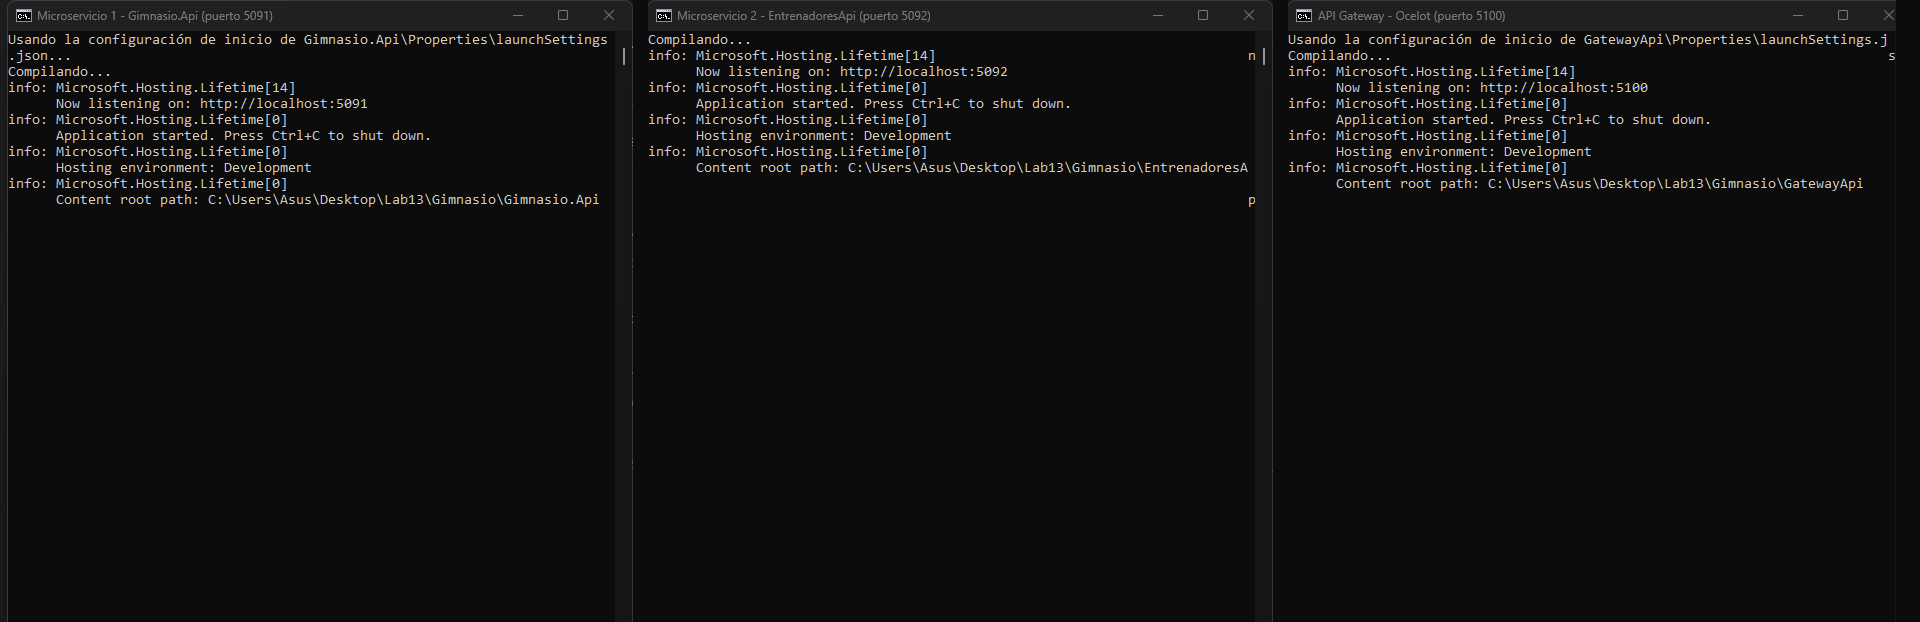 Microservicio 1 - Gimnasio.Api (puerto 5091)
Usando la configuración de inicio de Gimnasio.Api\Properties\launchSettings
.json...
Compilando...
info: Microsoft.Hosting.Lifetime[14]
Now listening on: http://localhost:5091
info: Microsoft.Hosting.Lifetime[0]
Application started. Press Ctrl+C to shut down.
info: Microsoft.Hosting.Lifetime[0]
Hosting environment: Development
info: Microsoft.Hosting.Lifetime[0]
Content root path: C:\Users\Asus\Desktop\Lab13\Gimnasio\Gimnasio.Api
Microservicio 2 - EntrenadoresApi (puerto 5092)
Compilando...
info: Microsoft.Hosting.Lifetime[14] n
Now listening on: http://localhost:5092
info: Microsoft.Hosting.Lifetime[0]
Application started. Press Ctrl+C to shut down.
info: Microsoft.Hosting.Lifetime[0]
Hosting environment: Development
info: Microsoft.Hosting.Lifetime[0]
Content root path: C:\Users\Asus\Desktop\Lab13\Gimnasio\EntrenadoresA
p
API Gateway - Ocelot (puerto 5100)
Usando la configuración de inicio de GatewayApi\Properties\launchSettings.j
Compilando... s
info: Microsoft.Hosting.Lifetime[14]
Now listening on: http://localhost:5100
info: Microsoft.Hosting.Lifetime[0]
Application started. Press Ctrl+C to shut down.
info: Microsoft.Hosting.Lifetime[0]
Hosting environment: Development
info: Microsoft.Hosting.Lifetime[0]
Content root path: C:\Users\Asus\Desktop\Lab13\Gimnasio\GatewayApi